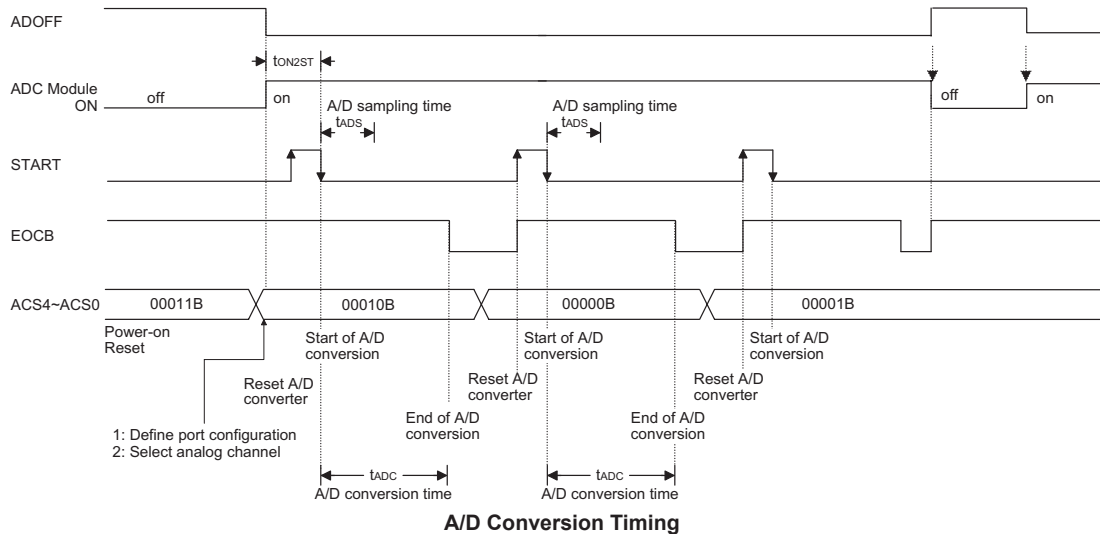 ADOFF
tON2ST
ADC Module
ON
off
on
off
on
A/D sampling time
tADS
A/D sampling time
tADS
START
EOCB
ACS4~ACS0
00011B
00010B
00000B
00001B
Power-on
Reset
Start of A/D
conversion
Start of A/D
conversion
Start of A/D
conversion
Reset A/D
converter
Reset A/D
converter
Reset A/D
converter
End of A/D
conversion
End of A/D
conversion
1: Define port configuration
2: Select analog channel
tADC
A/D conversion time
tADC
A/D conversion time
A/D Conversion Timing